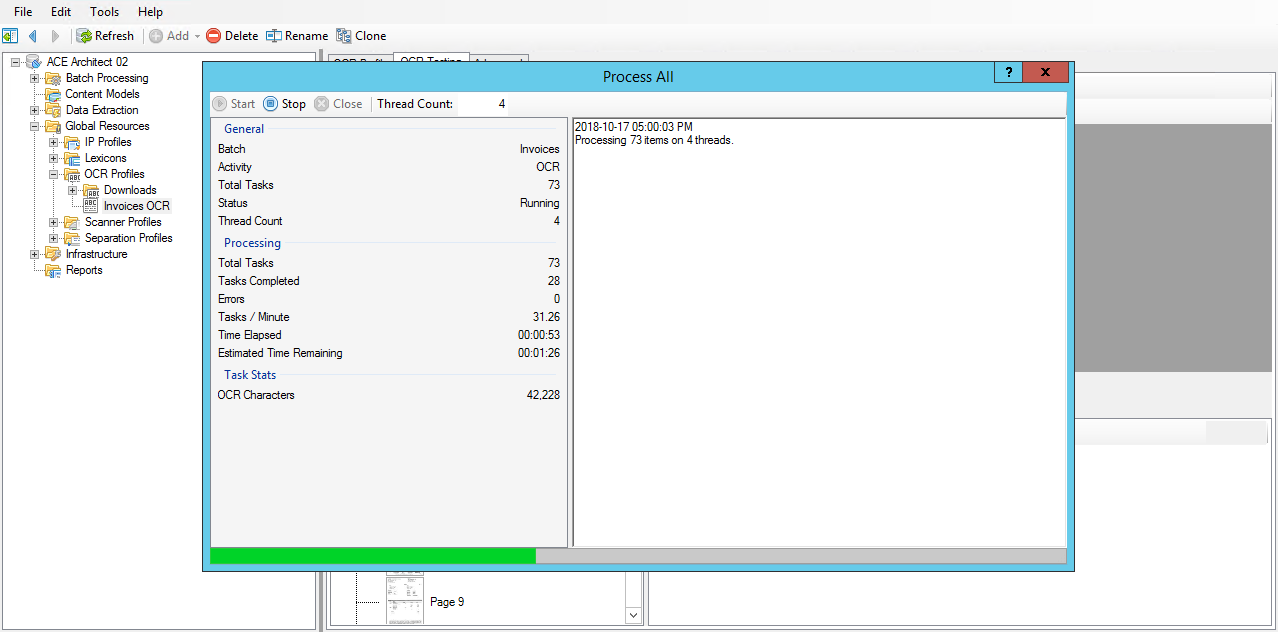 File Edit Tools Help
Refresh Add Delete Rename Clone
ACE Architect 02
Batch Processing
Content Models
Data Extraction
Global Resources
IP Profiles
Lexicons
OCR Profiles
Downloads
Invoices OCR
Scanner Profiles
Separation Profiles
Infrastructure
Reports
OCR Testing
Process All
? x
Start Stop Close Thread Count: 4
General
Batch Invoices
Activity OCR
Total Tasks 73
Status Running
Thread Count 4
Processing
Total Tasks 73
Tasks Completed 28
Errors 0
Tasks / Minute 31.26
Time Elapsed 00:00:53
Estimated Time Remaining 00:01:26
Task Stats
OCR Characters 42,228
2018-10-17 05:00:03 PM
Processing 73 items on 4 threads.
Page 9